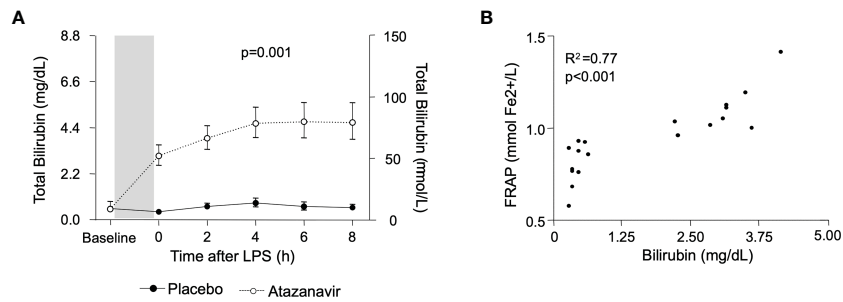 A
8.8
6.6
4.4
2.2
0.0
Total Bilirubin (mg/dL)
p=0.001
150
100
50
0
Total Bilirubin (mmol/L)
Baseline 0 2 4 6 8
Time after LPS (h)
Placebo Atazanavir
B
1.5
1.0
0.5
FRAP (mmol Fe2+/L)
R²=0.77
p<0.001
0 1.25 2.50 3.75 5.00
Bilirubin (mg/dL)